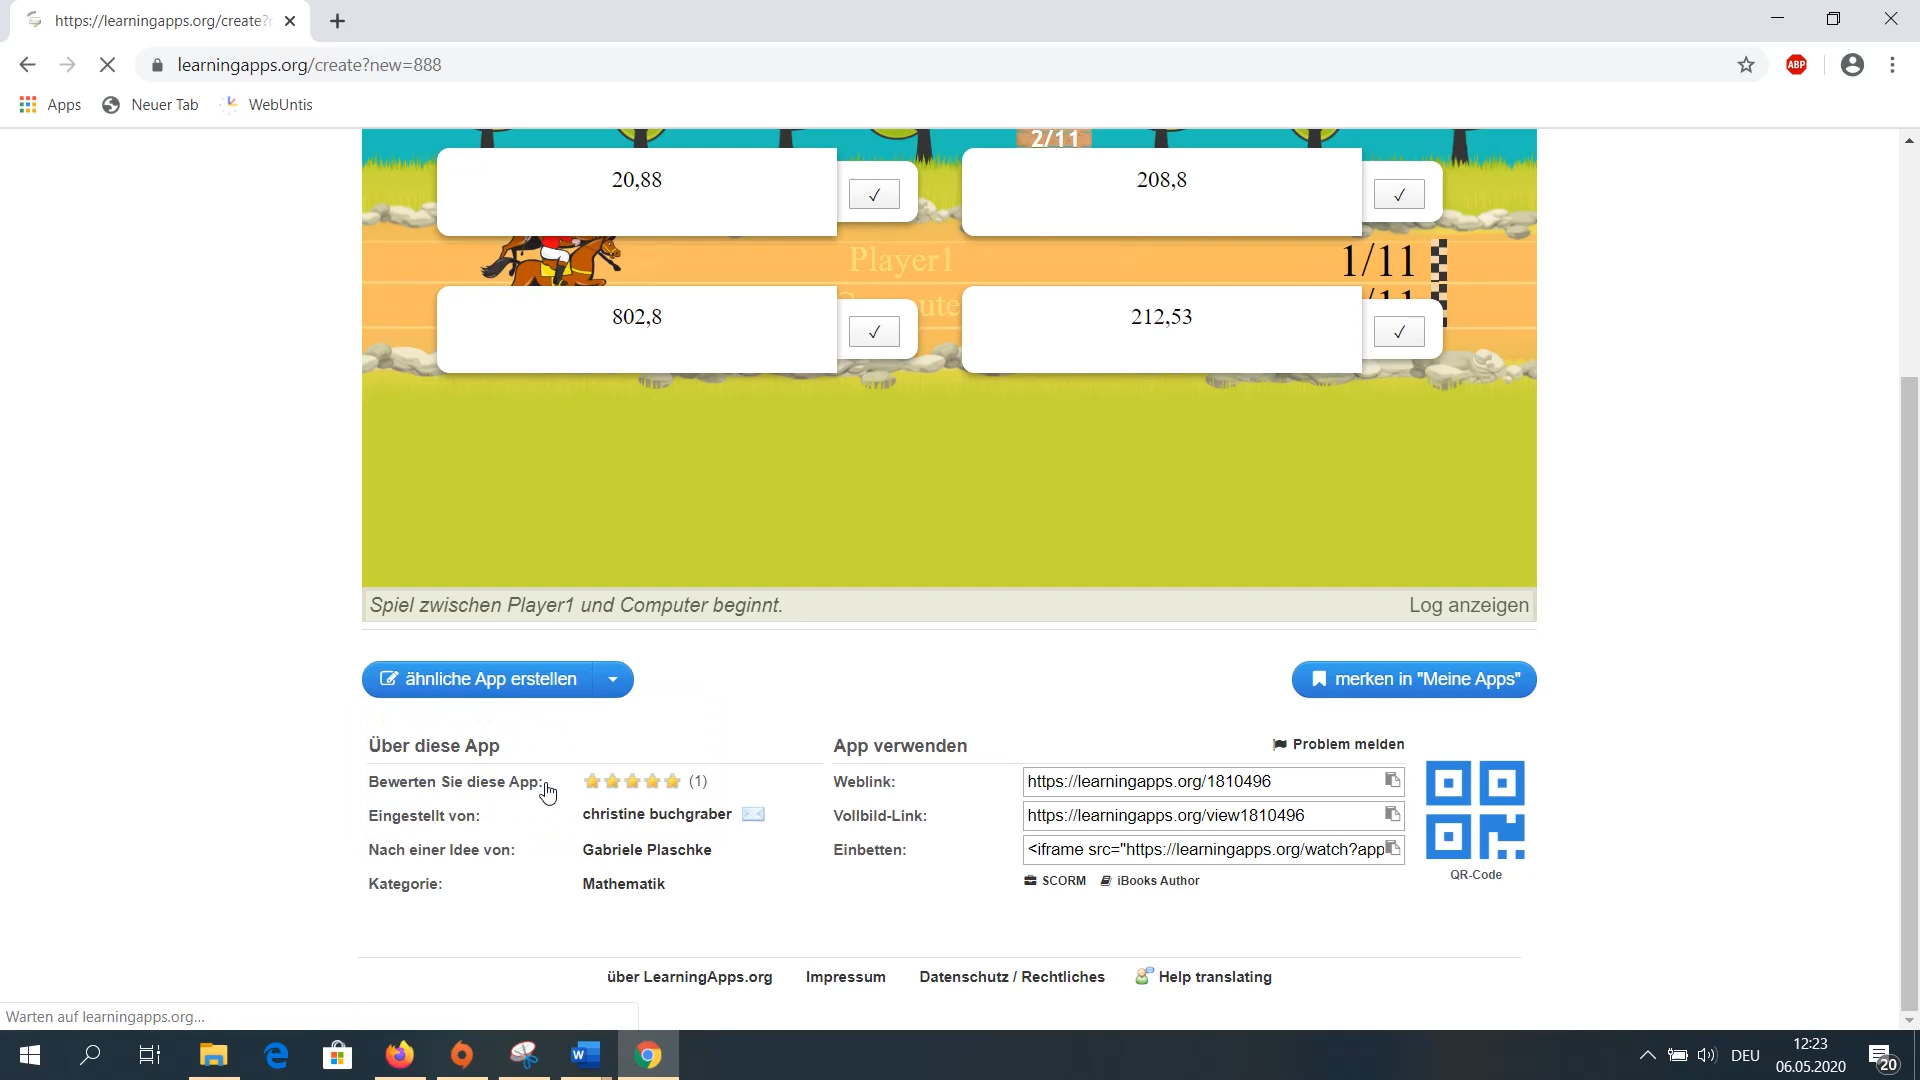 https://learningapps.org/create?
learningapps.org/create?new=888
ABP
Apps
Neuer Tab
WebUntis
2/11
20,88
✓
208,8
✓
Player1
1/11
802,8
✓
212,53
✓
Spiel zwischen Player1 und Computer beginnt.
Log anzeigen
ähnliche App erstellen
merken in "Meine Apps"
Über diese App
Bewerten Sie diese App:
(1)
Eingestellt von:
christine buchgraber
Nach einer Idee von:
Gabriele Plaschke
Kategorie:
Mathematik
App verwenden
Problem melden
Weblink:
https://learningapps.org/1810496
Vollbild-Link:
https://learningapps.org/view1810496
Einbetten:
<iframe src="https://learningapps.org/watch?app
SCORM
iBooks Author
QR-Code
über LearningApps.org
Impressum
Datenschutz / Rechtliches
Help translating
Warten auf learningapps.org...
DEU
12:23
06.05.2020
20